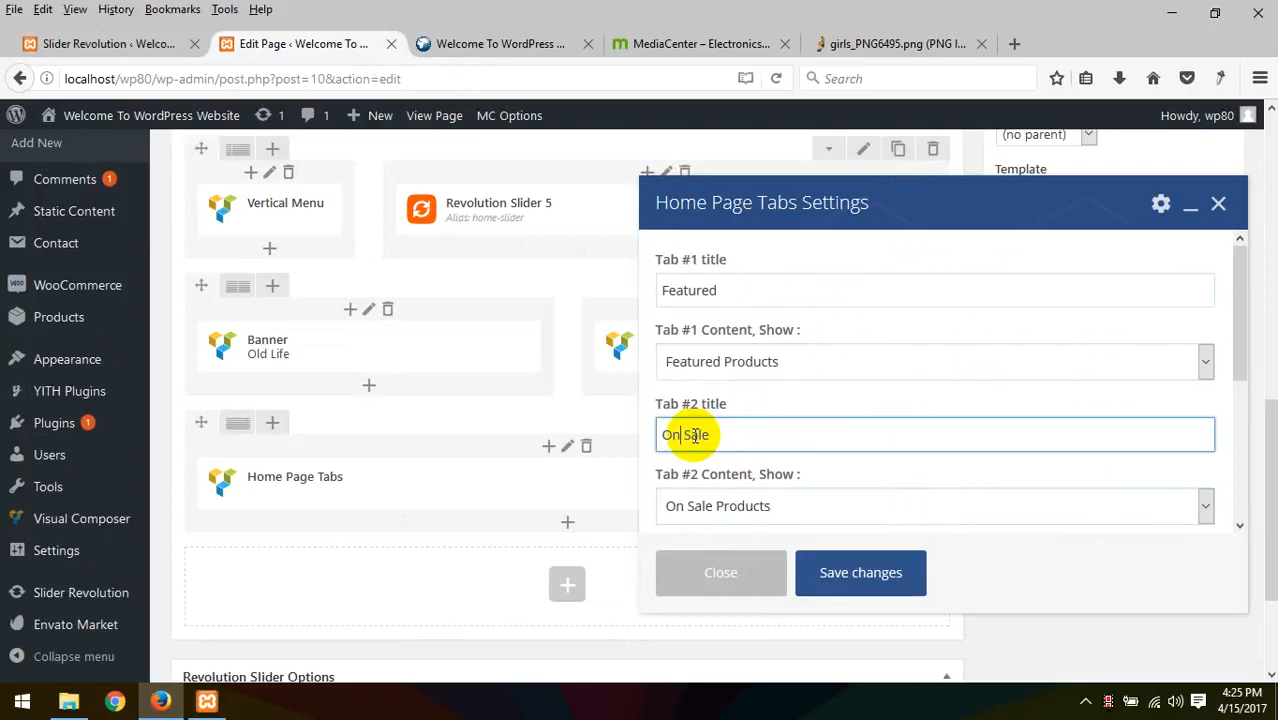 File Edit View History Bookmarks Tools Help
Slider Revolution ‹ Welco... Edit Page ‹ Welcome To ... Welcome To WordPress ... MediaCenter – Electronics... girls_PNG6495.png (PNG I...
localhost/wp80/wp-admin/post.php?post=10&action=edit Search
Welcome To WordPress Website 1 1 New View Page MC Options Howdy, wp80
Add New
Comments 1
Static Content
Contact
WooCommerce
Products
Appearance
YITH Plugins
Plugins 1
Users
Tools
Visual Composer
Settings
Slider Revolution
Envato Market
Collapse menu
Vertical Menu
Revolution Slider 5
Alias: home-slider
Banner
Old Life
Home Page Tabs
Revolution Slider Options
(no parent)
Template
Home Page Tabs Settings
Tab #1 title
Featured
Tab #1 Content, Show :
Featured Products
Tab #2 title
On Sale
Tab #2 Content, Show :
On Sale Products
Close Save changes
4:25 PM
4/15/2017